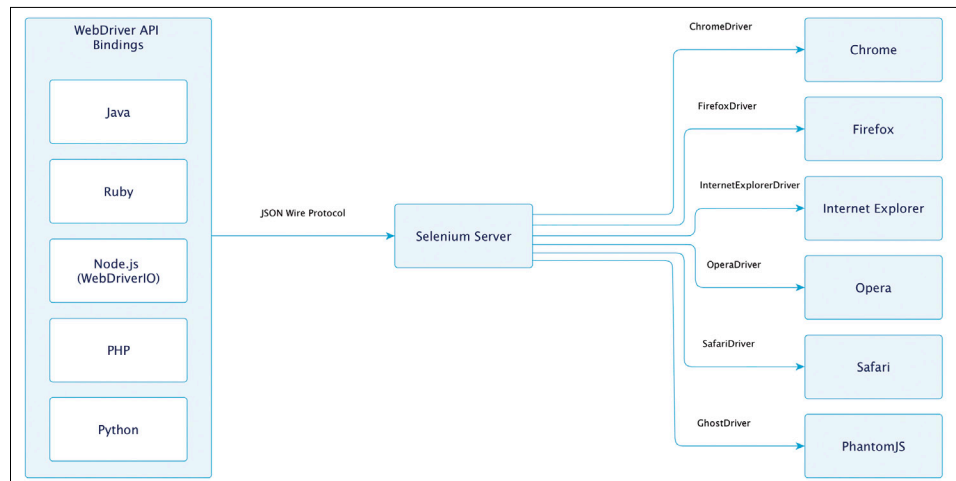 WebDriver API
Bindings
Java
Ruby
Node.js
(WebDriverIO)
PHP
Python
JSON Wire Protocol
Selenium Server
ChromeDriver
Chrome
FirefoxDriver
Firefox
InternetExplorerDriver
Internet Explorer
OperaDriver
Opera
SafariDriver
Safari
GhostDriver
PhantomJS